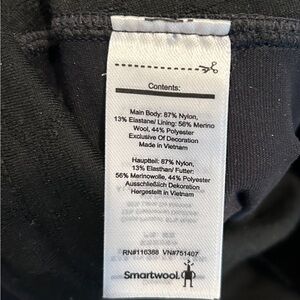 Contents:
Main Body: 87% Nylon,
13% Elastane/ Lining: 56% Merino
Wool, 44% Polyester
Exclusive Of Decoration
Made in Vietnam
Hauptteil: 87% Nylon,
13% Elasthan/ Futter:
56% Merinowolle, 44% Polyester
Ausschließlich Dekoration
Hergestellt in Vietnam
RN#116388 VN#751407
Smartwool